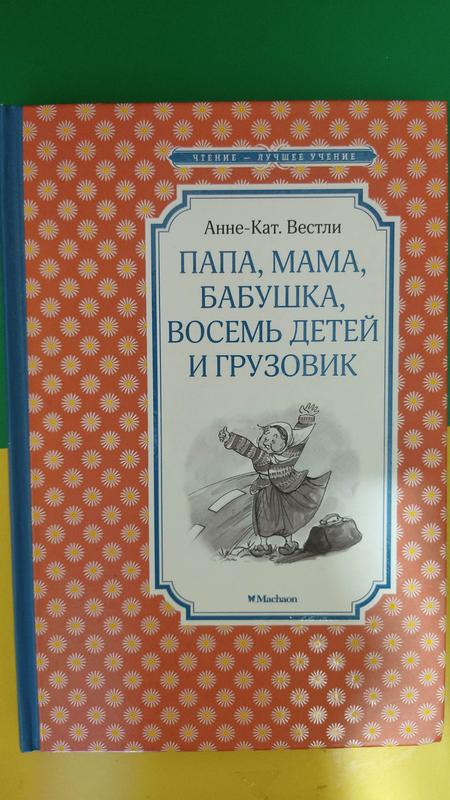 ЧТЕНИЕ – ЛУЧШЕЕ УЧЕНИЕ
Анне-Кат. Вестли
ПАПА, МАМА,
БАБУШКА,
ВОСЕМЬ ДЕТЕЙ
И ГРУЗОВИК
Machaon